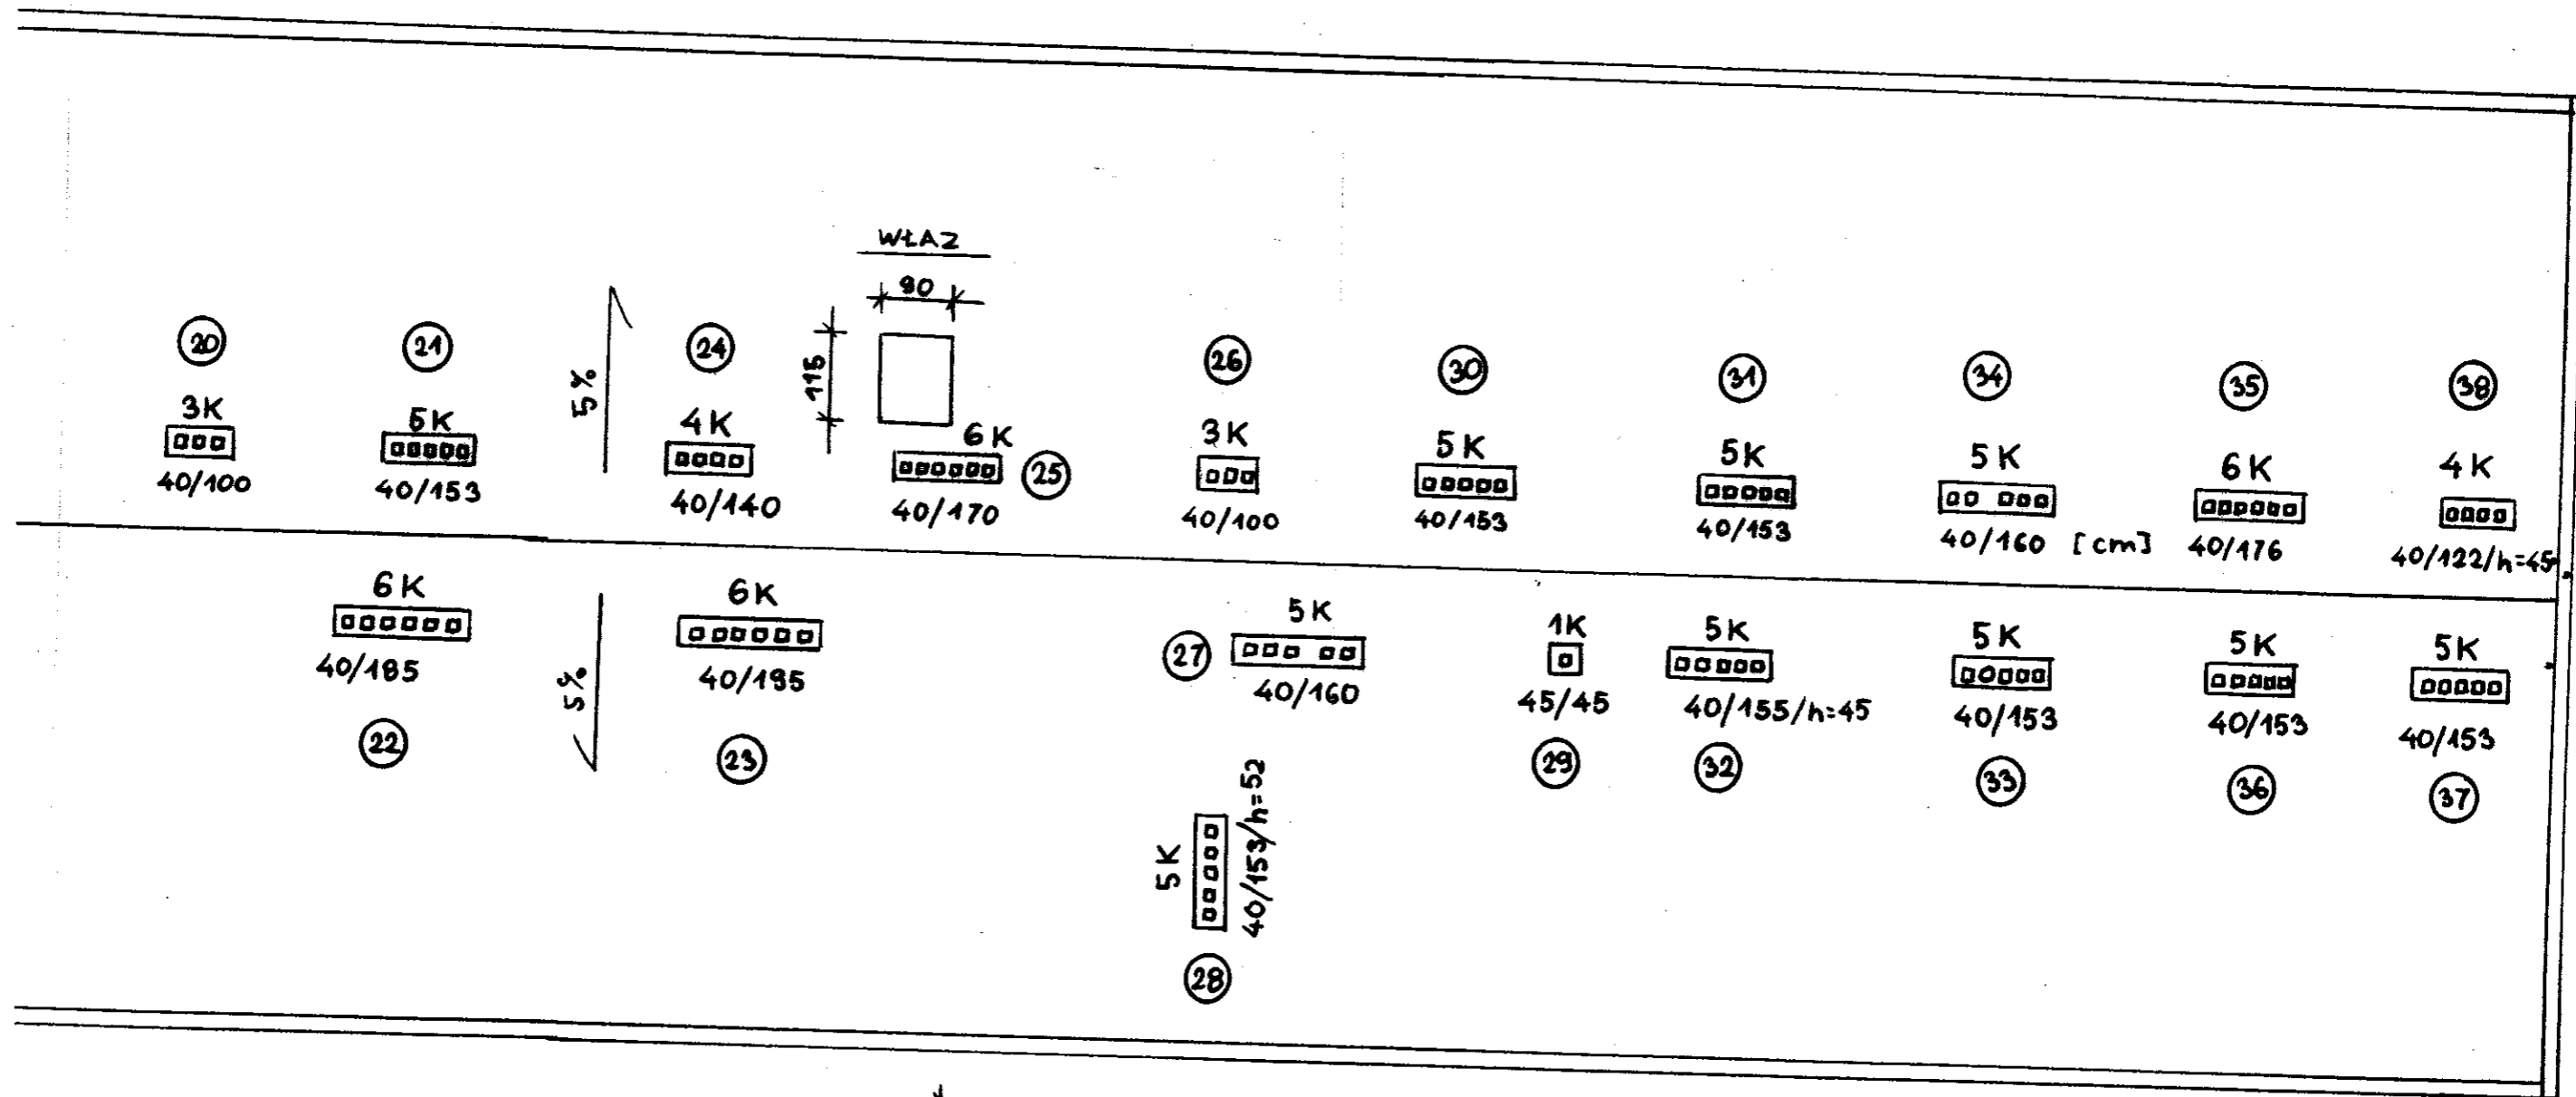 WŁAZ
90
115
5%
20
3K
40/100
21
5K
40/153
24
4K
40/140
6K
25
40/170
26
3K
40/100
30
5K
40/153
31
5K
40/153
34
5K
40/160 [cm]
35
6K
40/176
38
4K
40/122/h=45
6K
40/185
22
5%
6K
40/195
23
27
5K
40/160
1K
45/45
29
5K
40/155/h=45
32
5K
40/153
33
5K
40/153
36
5K
40/153
37
5K
40/153/h=52
28